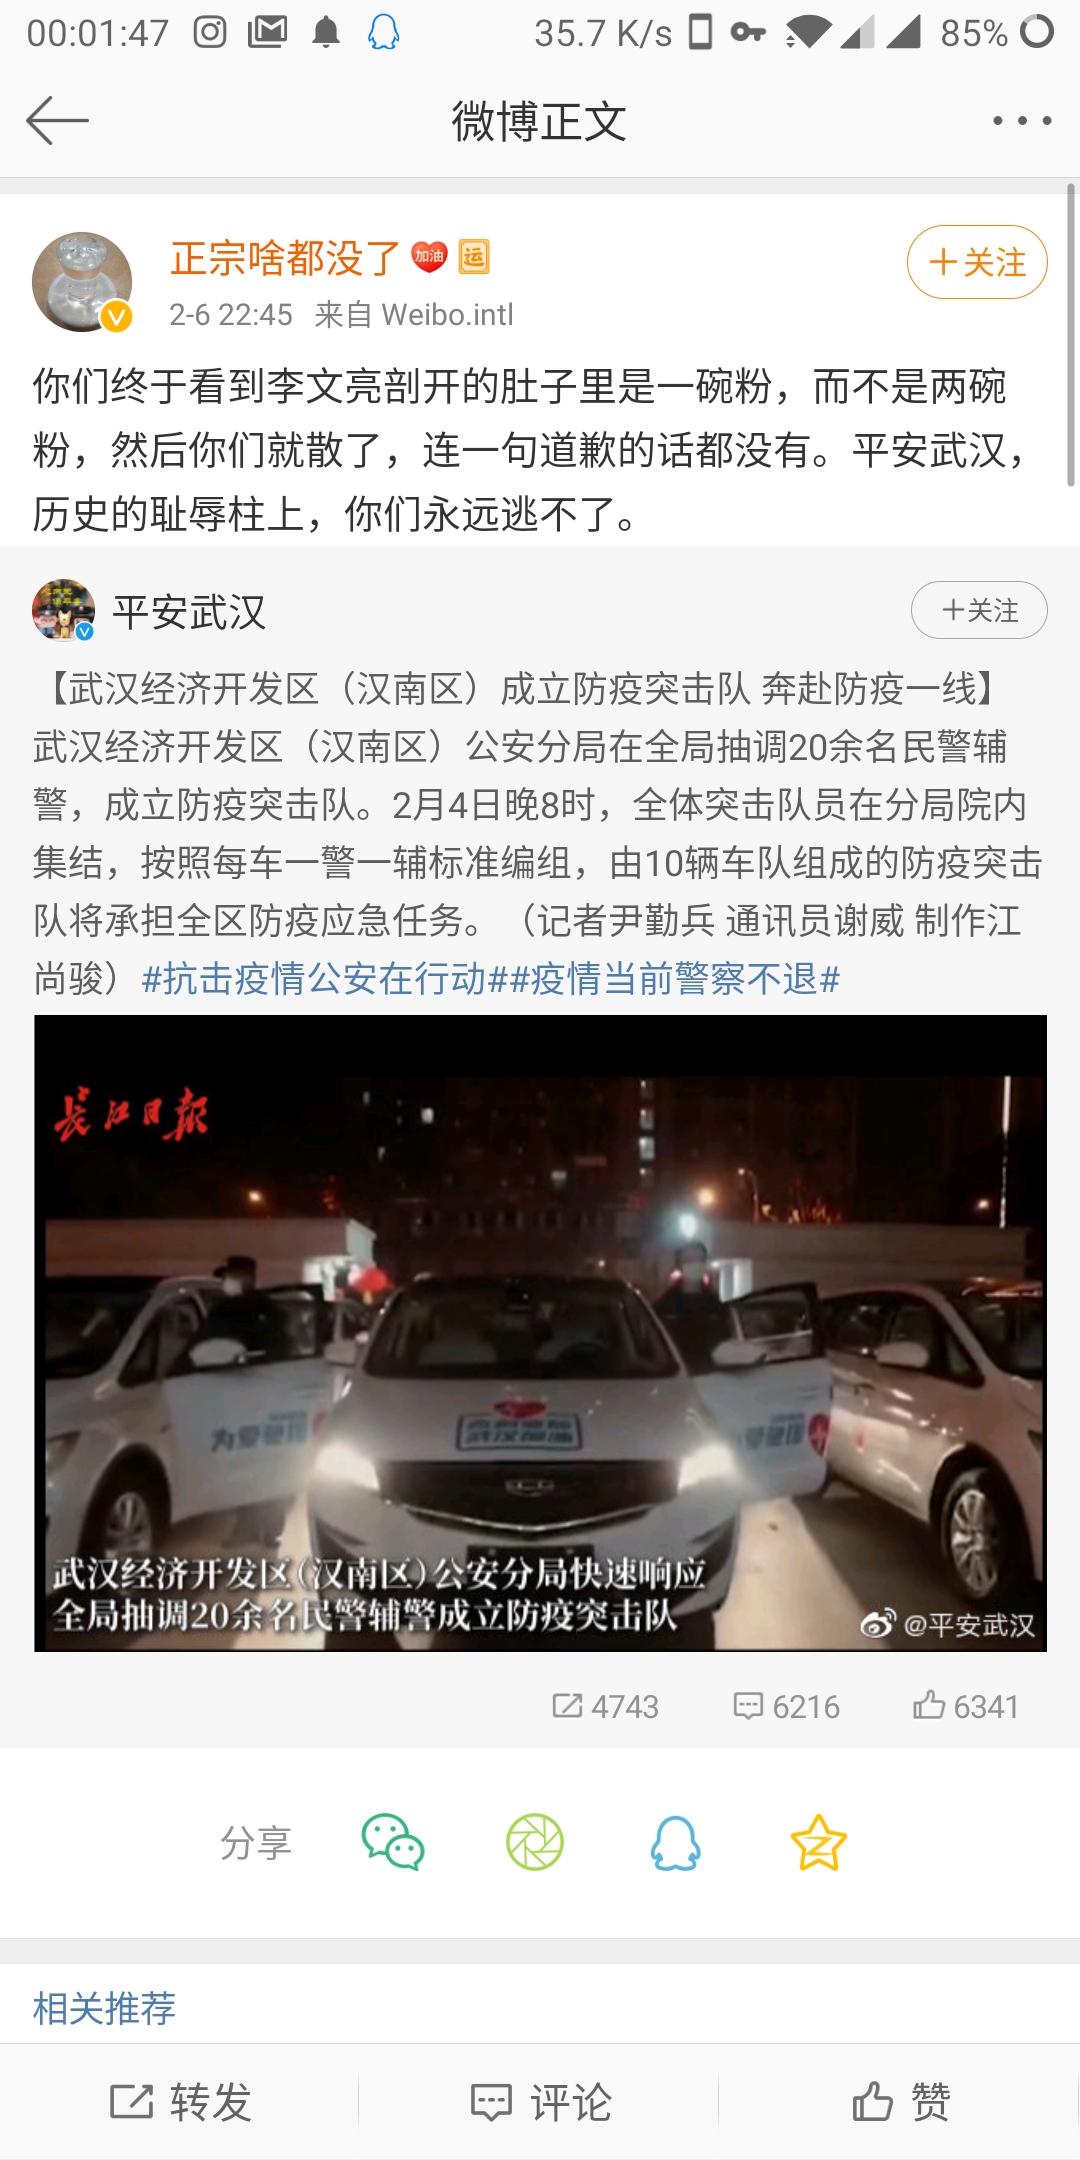 00:01:47 35.7 K/s 85%
微博正文
正宗啥都没了 加油 运
+关注
2-6 22:45 来自 Weibo.intl
你们终于看到李文亮剖开的肚子里是一碗粉，而不是两碗
粉，然后你们就散了，连一句道歉的话都没有。平安武汉，
历史的耻辱柱上，你们永远逃不了。
平安武汉
+关注
【武汉经济开发区（汉南区）成立防疫突击队 奔赴防疫一线】
武汉经济开发区（汉南区）公安分局在全局抽调20余名民警辅
警，成立防疫突击队。2月4日晚8时，全体突击队员在分局院内
集结，按照每车一警一辅标准编组，由10辆车队组成的防疫突击
队将承担全区防疫应急任务。（记者尹勤兵 通讯员谢威 制作江
尚骏）#抗击疫情公安在行动##疫情当前警察不退#
长江日报
武汉经济开发区(汉南区)公安分局快速响应
全局抽调20余名民警辅警成立防疫突击队
@平安武汉
4743 6216 6341
分享
相关推荐
转发 评论 赞